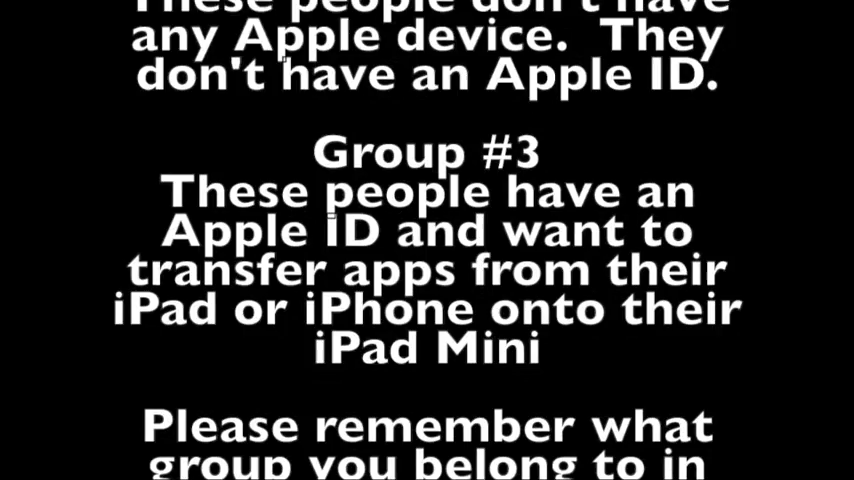 These people don't have
any Apple device.  They
don't have an Apple ID.
Group #3
These people have an
Apple ID and want to
transfer apps from their
iPad or iPhone onto their
iPad Mini
Please remember what
group you belong to in